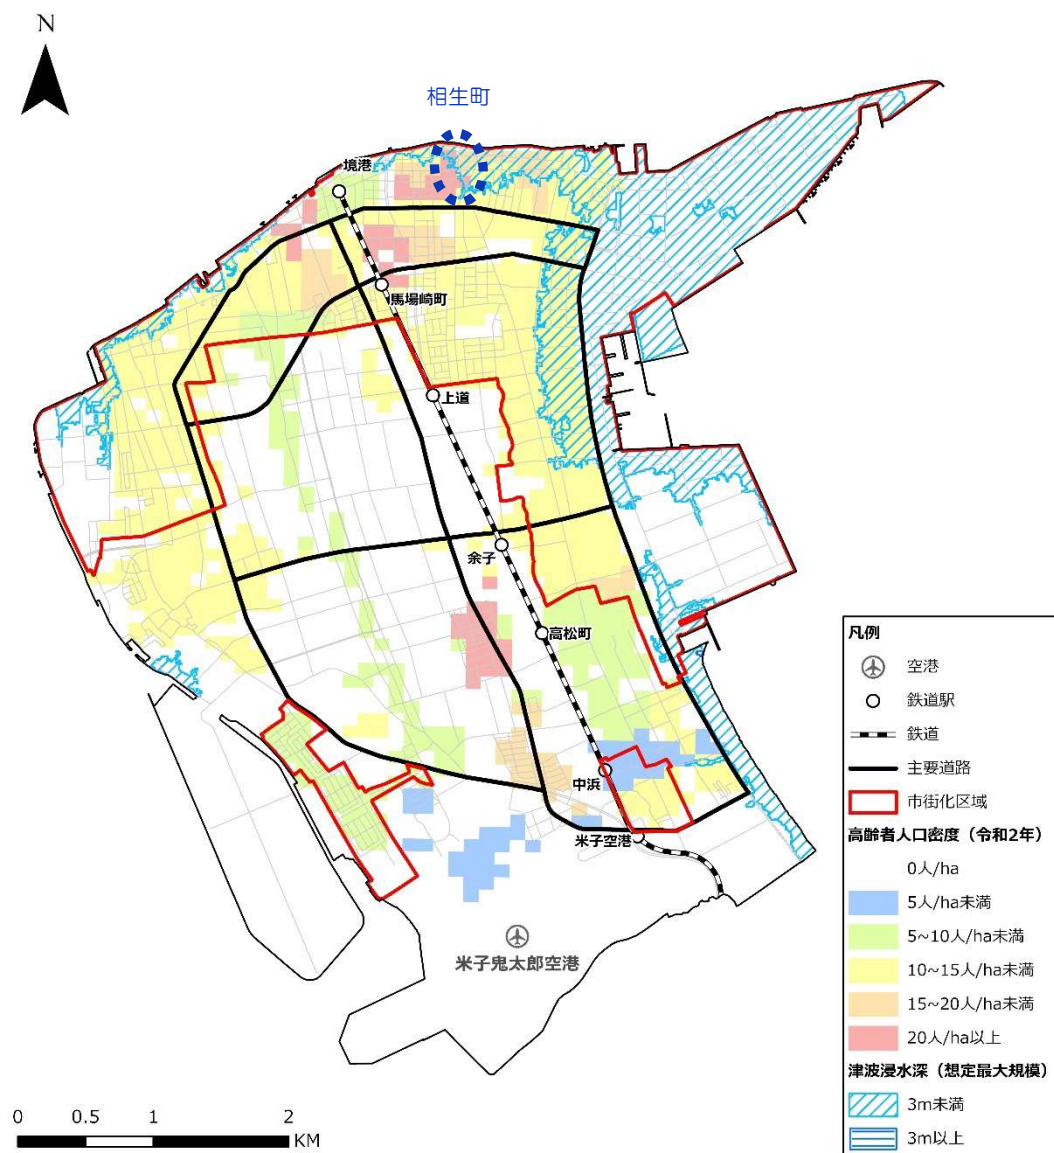 N
相生町
境港
馬場崎町
上道
余子
高松町
中浜
米子空港
米子鬼太郎空港
凡例
空港
鉄道駅
鉄道
主要道路
市街化区域
高齢者人口密度（令和2年）
0人/ha
5人/ha未満
5~10人/ha未満
10~15人/ha未満
15~20人/ha未満
20人/ha以上
津波浸水深（想定最大規模）
3m未満
3m以上
0 0.5 1 2
KM